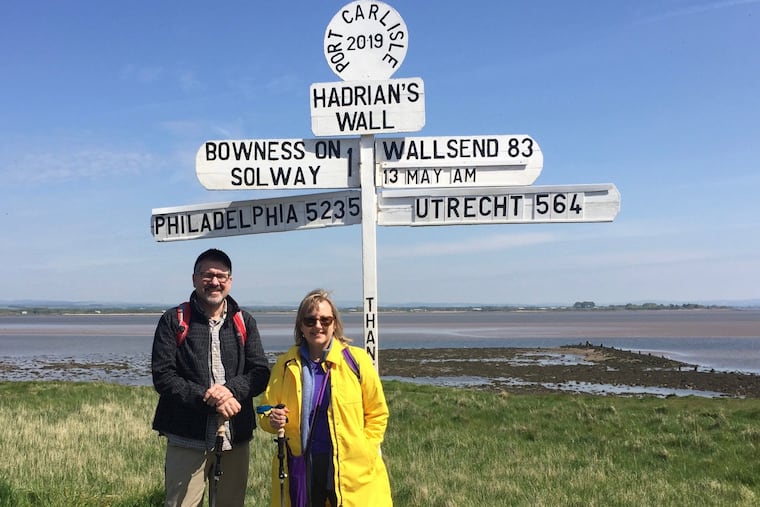 PORT CARLISLE
2019
HADRIAN'S
WALL
BOWNESS ON
SOLWAY 1
WALLSEND 83
13 MAY AM
PHILADELPHIA 5235
UTRECHT 564
THAN